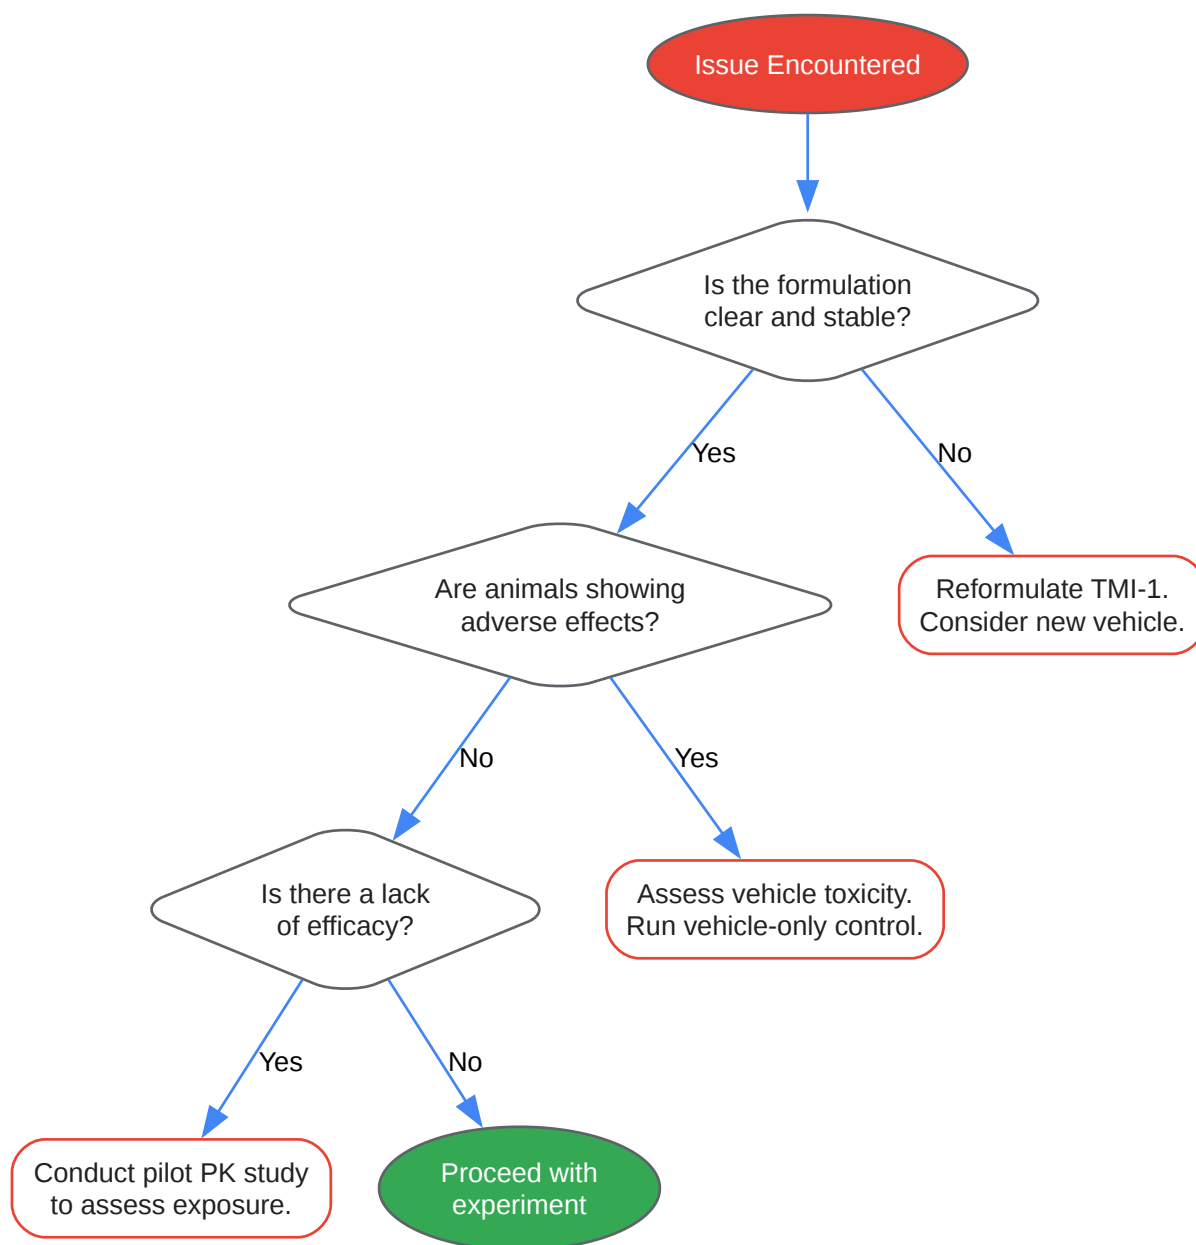 Issue Encountered
Is the formulation
clear and stable?
Yes
No
Are animals showing
adverse effects?
Reformulate TMI-1.
Consider new vehicle.
No
Yes
Is there a lack
of efficacy?
Assess vehicle toxicity.
Run vehicle-only control.
Yes
No
Conduct pilot PK study
to assess exposure.
Proceed with
experiment